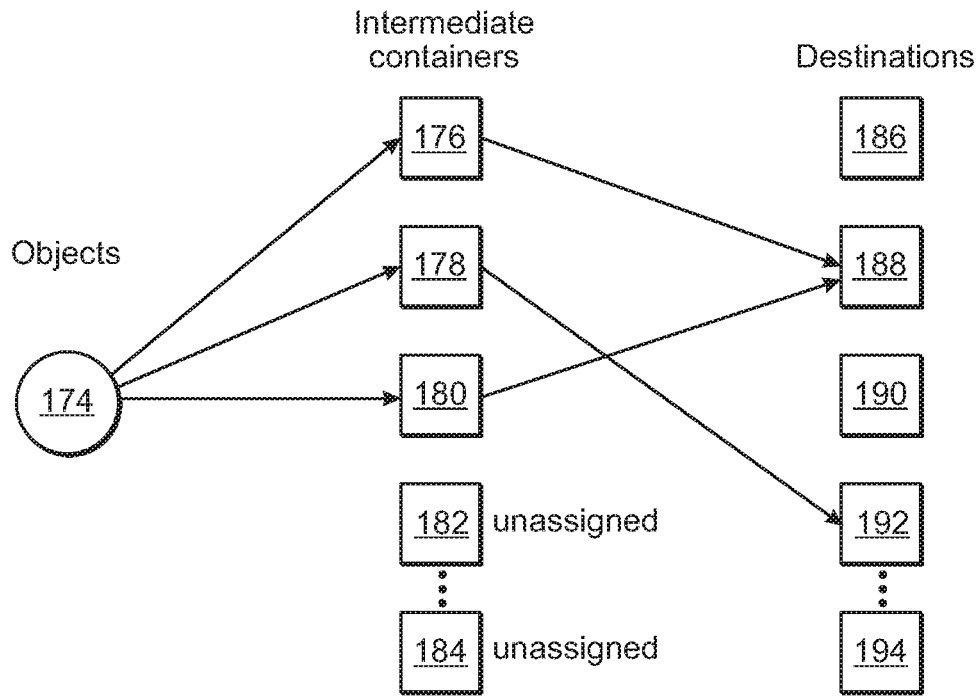 Intermediate
containers
Destinations
176
186
Objects
178
188
174
180
190
182 unassigned
192
184 unassigned
194